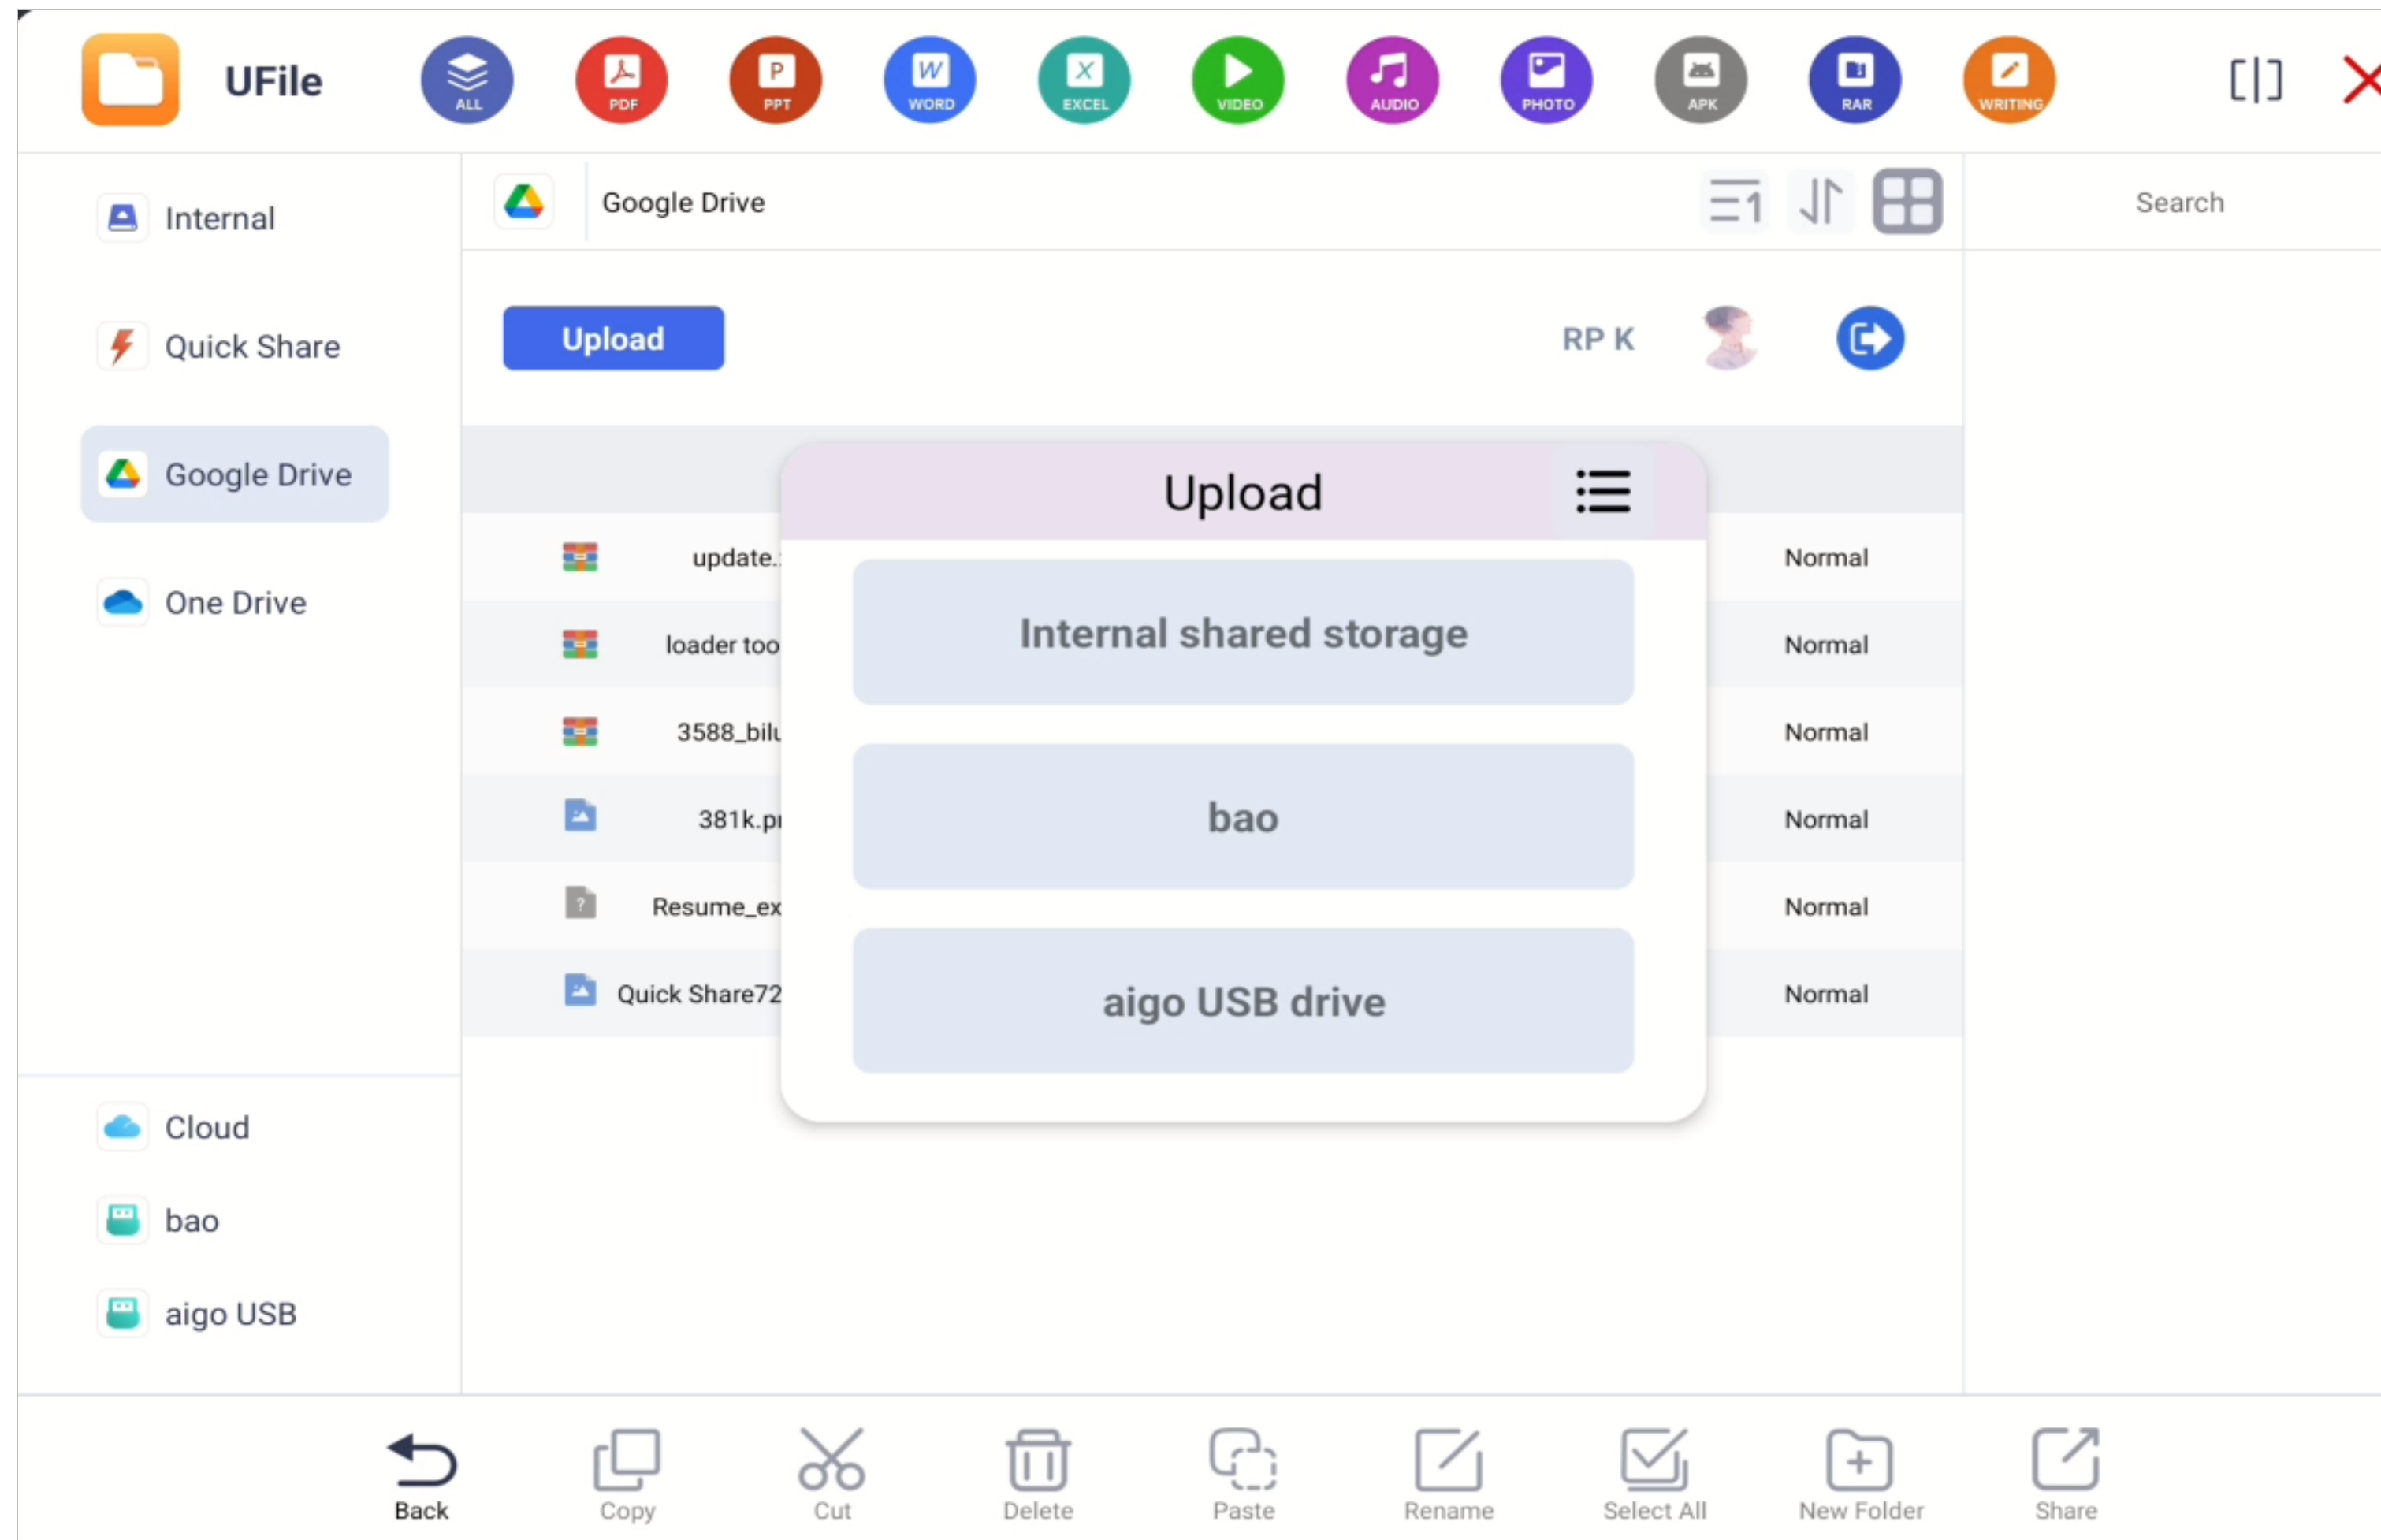 UFile
ALL
PDF
P
PPT
W
WORD
X
EXCEL
VIDEO
AUDIO
PHOTO
APK
RAR
WRITING
Internal
Quick Share
Google Drive
One Drive
Cloud
bao
aigo USB
Google Drive
1
Search
Upload
RP K
update.
Normal
loader too
Normal
3588_bilu
Normal
381k.p
Normal
?
Resume_ex
Normal
Quick Share72
Normal
Upload
Internal shared storage
bao
aigo USB drive
Back
Copy
Cut
Delete
Paste
Rename
Select All
New Folder
Share